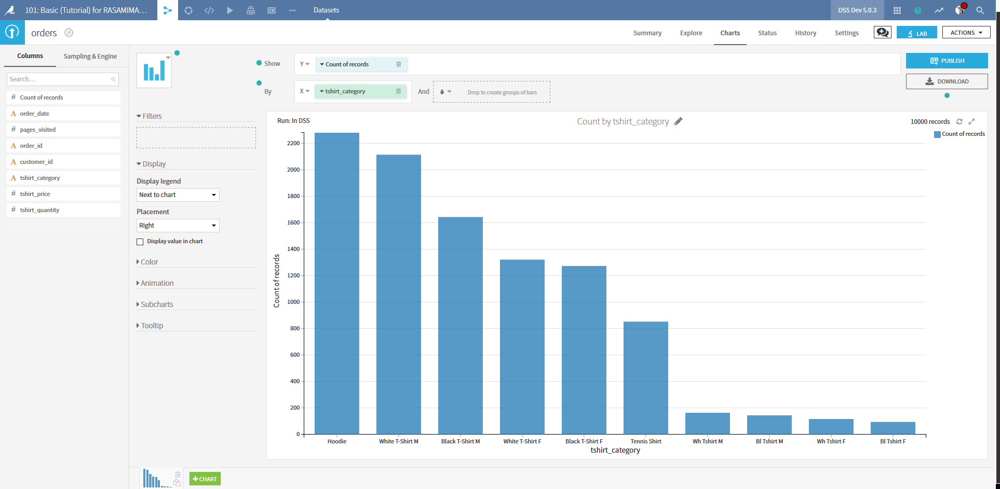 101: Basic (Tutorial) for RASAMIMA...
Datasets
DSS Dev 5.0.3
orders
Summary
Explore
Charts
Status
History
Settings
LAB
ACTIONS
Columns
Sampling & Engine
Search...
# Count of records
A order_date
# pages_visited
A order_id
A customer_id
A tshirt_category
# tshirt_price
# tshirt_quantity
Show
Y
Count of records
By
X
tshirt_category
And
Drop to create groups of bars
PUBLISH
DOWNLOAD
Filters
Display
Display legend
Next to chart
Placement
Right
Display value in chart
Color
Animation
Subcharts
Tooltip
Run: In DSS
Count by tshirt_category
10000 records
Count of records
2200
2000
1800
1600
1400
1200
1000
800
600
400
200
0
Count of records
Hoodie
White T-Shirt M
Black T-Shirt M
White T-Shirt F
Black T-Shirt F
Tennis Shirt
Wh Tshirt M
Bl Tshirt M
Wh Tshirt F
Bl Tshirt F
tshirt_category
+ CHART